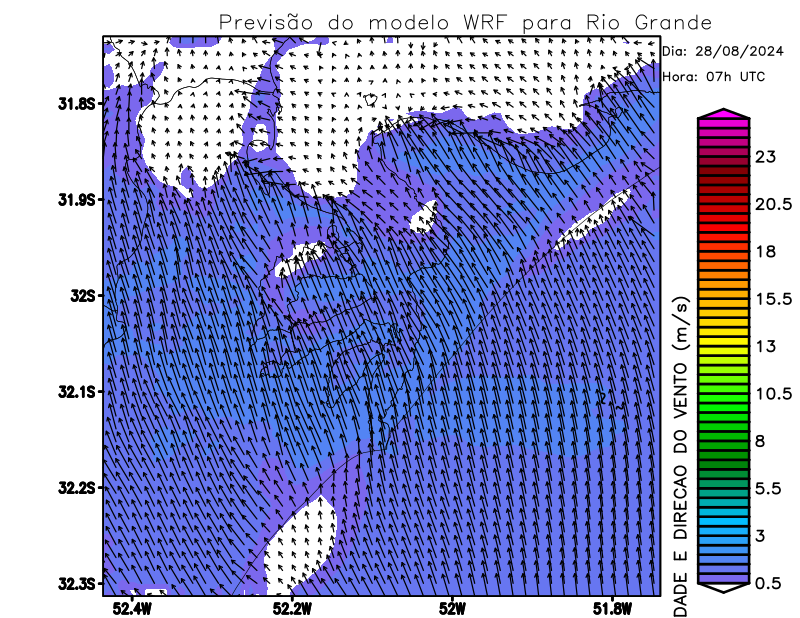 Previsão do modelo WRF para Rio Grande
Dia: 28/08/2024
Hora: 07h UTC
31.8S
31.9S
32S
32.1S
32.2S
32.3S
52.4W
52.2W
52W
51.8W
DADE E DIRECAO DO VENTO (m/s)
23
20.5
18
15.5
13
10.5
8
5.5
3
0.5